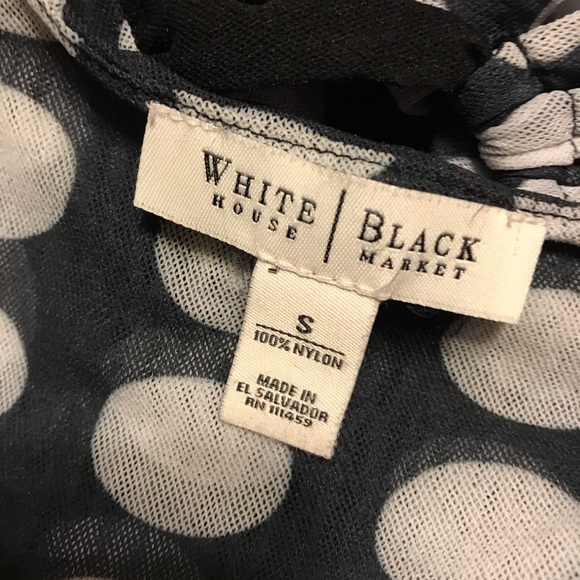 WHITE | BLACK
HOUSE | MARKET
S
100% NYLON
MADE IN
EL SALVADOR
RN 111459